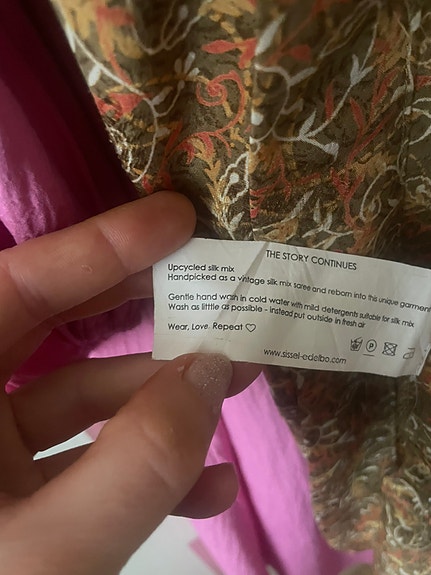 THE STORY CONTINUES
Upcycled silk mix
Handpicked as a vintage silk mix saree and reborn into this unique garment
Gentle hand wash in cold water with mild detergents suitable for silk mix
Wash as little as possible - instead put outside in fresh air
Wear, Love, Repeat ♡
P
www.sissel-edelbo.com